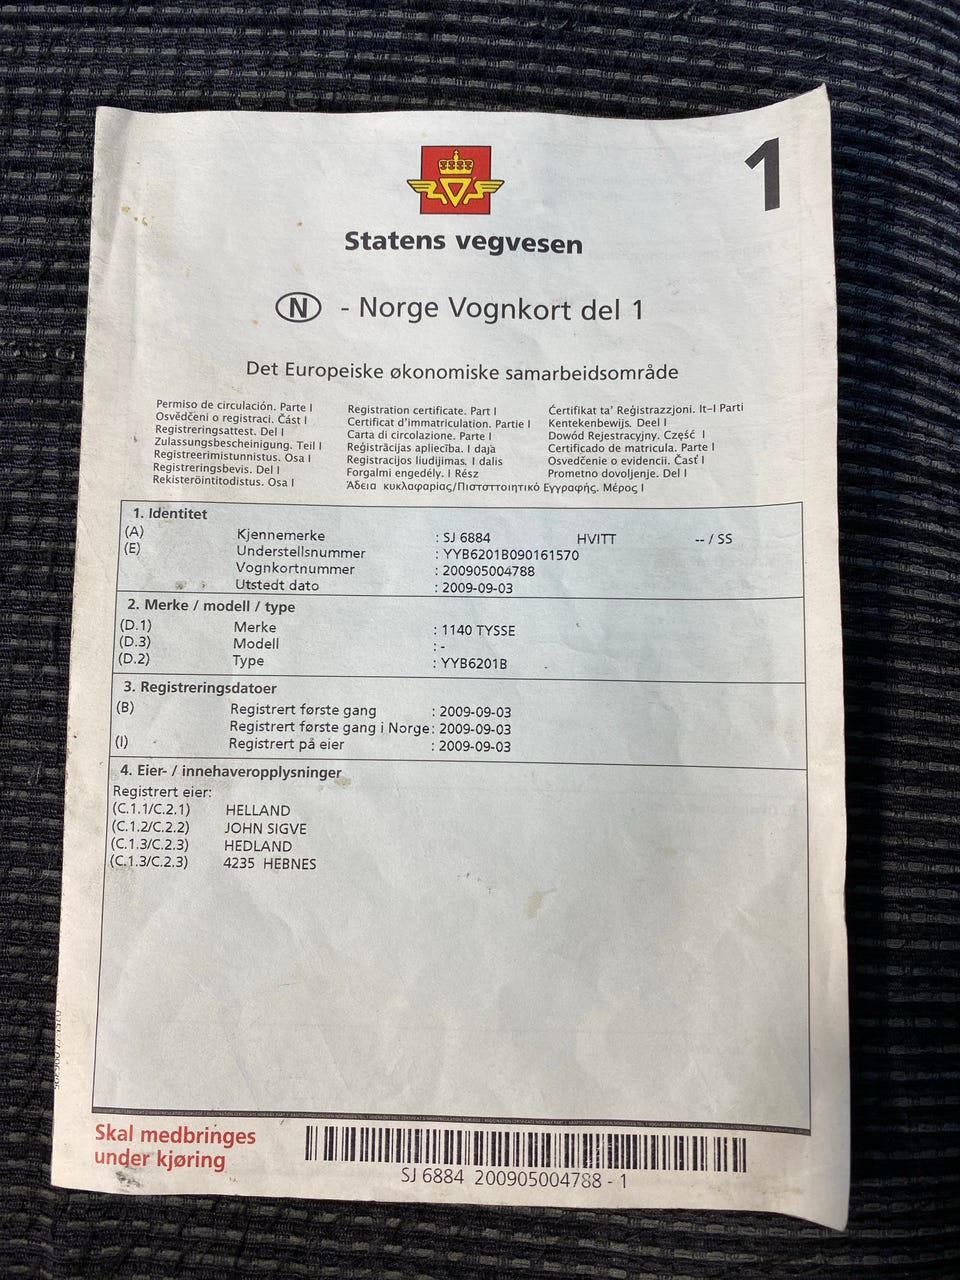 1
Statens vegvesen
N - Norge Vognkort del 1
Det Europeiske økonomiske samarbeidsområde
Permiso de circulación. Parte I
Osvědčeni o registraci. Část I
Registreringsattest. Del I
Zulassungsbescheinigung. Teil I
Registreerimistunnistus. Osa I
Registreringsbevis. Del I
Rekisteröintitodistus. Osa I
Registration certificate. Part I
Certificat d'immatriculation. Partie I
Carta di circolazione. Parte I
Reģistrācijas apliecība. I daļa
Registracijos liudijimas. I dalis
Forgalmi engedély. I Rész
Άδεια κυκλαφαρίας/Πιστσττοιητικό Εγγραφής. Μέρος I
Ċertifikat ta' Reġistrazzjoni. It-I Parti
Kentekenbewijs. Deel I
Dowód Rejestracyjny. Część I
Certificado de matrícula. Parte I
Osvedčenie o evidencii. Časť I
Prometno dovoljenje. Del I
1. Identitet
(A) Kjennemerke : SJ 6884 HVITT -- / SS
(E) Understellsnummer : YYB6201B090161570
Vognkortnummer : 200905004788
Utstedt dato : 2009-09-03
2. Merke / modell / type
(D.1) Merke : 1140 TYSSE
(D.3) Modell : -
(D.2) Type : YYB6201B
3. Registreringsdatoer
(B) Registrert første gang : 2009-09-03
Registrert første gang i Norge: 2009-09-03
(I) Registrert på eier : 2009-09-03
4. Eier- / innehaveropplysninger
Registrert eier:
(C.1.1/C.2.1) HELLAND
(C.1.2/C.2.2) JOHN SIGVE
(C.1.3/C.2.3) HEDLAND
(C.1.3/C.2.3) 4235 HEBNES
Skal medbringes
under kjøring
SJ 6884 200905004788 - 1